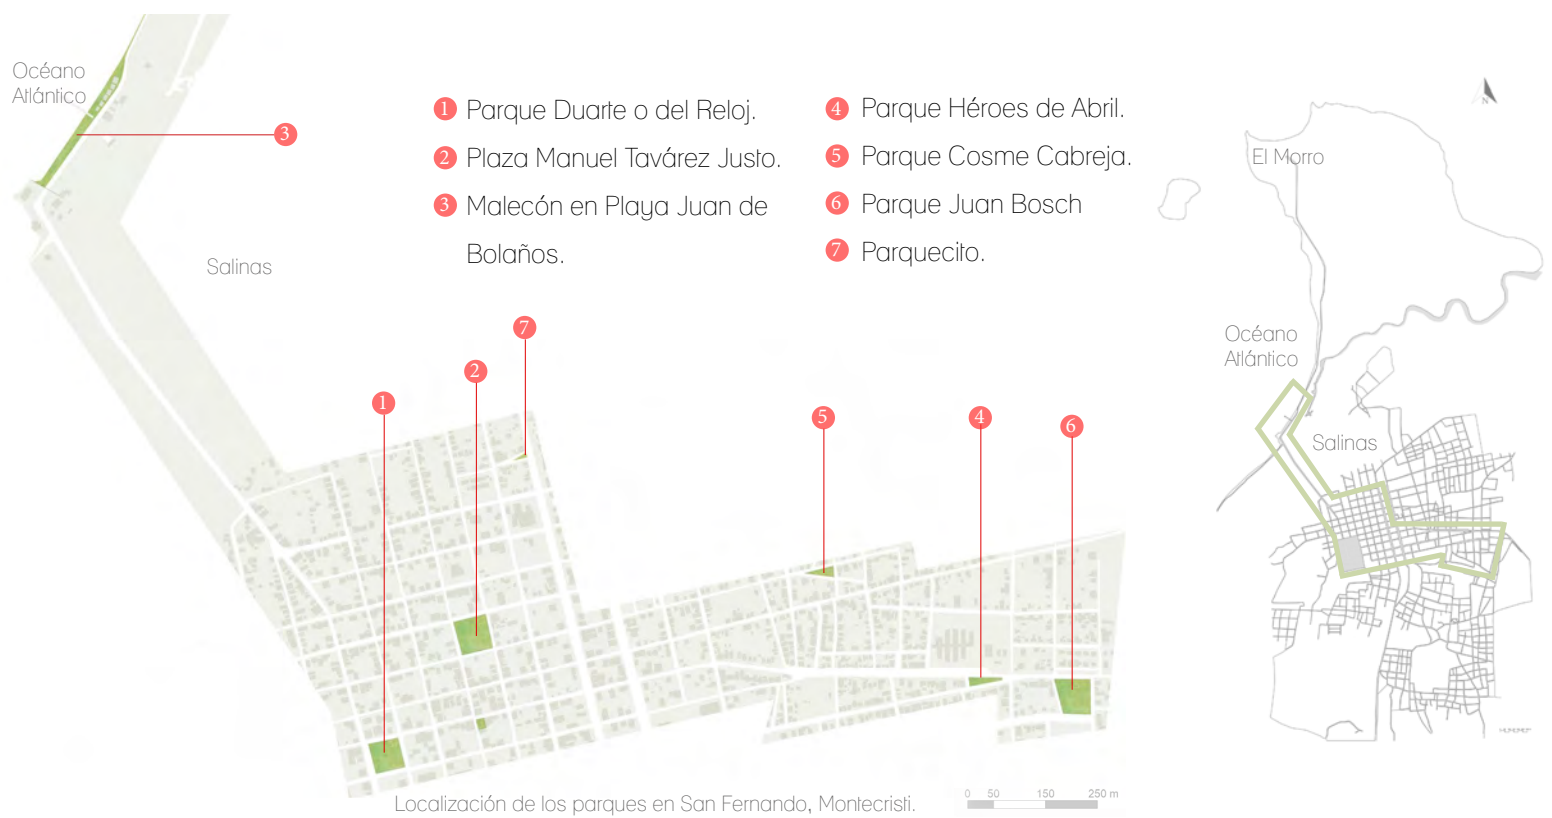 Océano
Atlántico
3
Salinas
1 Parque Duarte o del Reloj.
2 Plaza Manuel Tavárez Justo.
3 Malecón en Playa Juan de
Bolaños.
4 Parque Héroes de Abril.
5 Parque Cosme Cabreja.
6 Parque Juan Bosch
7 Parquecito.
7
2
1
5
4
6
N
El Morro
Océano
Atlántico
Salinas
Localización de los parques en San Fernando, Montecristi.
0 50 150 250 m